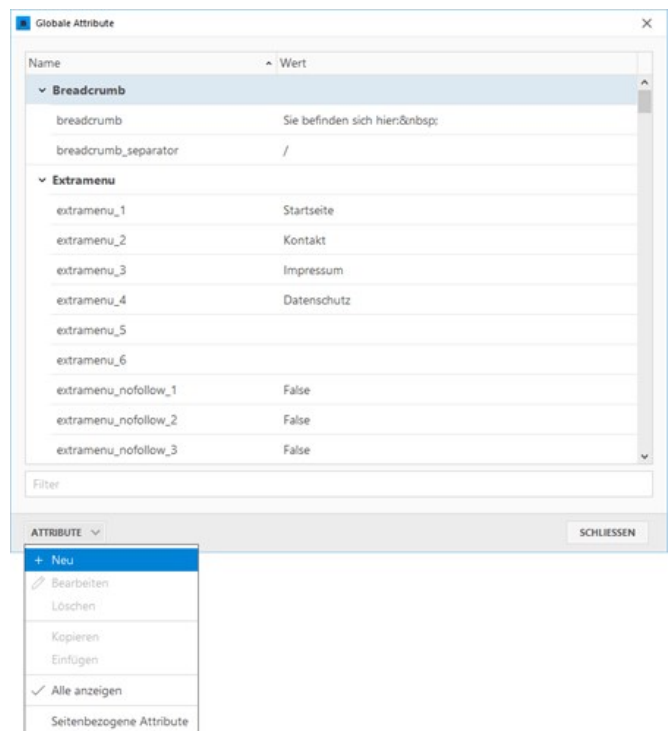 Globale Attribute
Name Wert
Breadcrumb
breadcrumb Sie befinden sich hier:&nbsp;
breadcrumb_separator /
Extramenu
extramenu_1 Startseite
extramenu_2 Kontakt
extramenu_3 Impressum
extramenu_4 Datenschutz
extramenu_5
extramenu_6
extramenu_nofollow_1 False
extramenu_nofollow_2 False
extramenu_nofollow_3 False
Filter
ATTRIBUTE SCHLIESSEN
+ Neu
Bearbeiten
Löschen
Kopieren
Einfügen
Alle anzeigen
Seitenbezogene Attribute